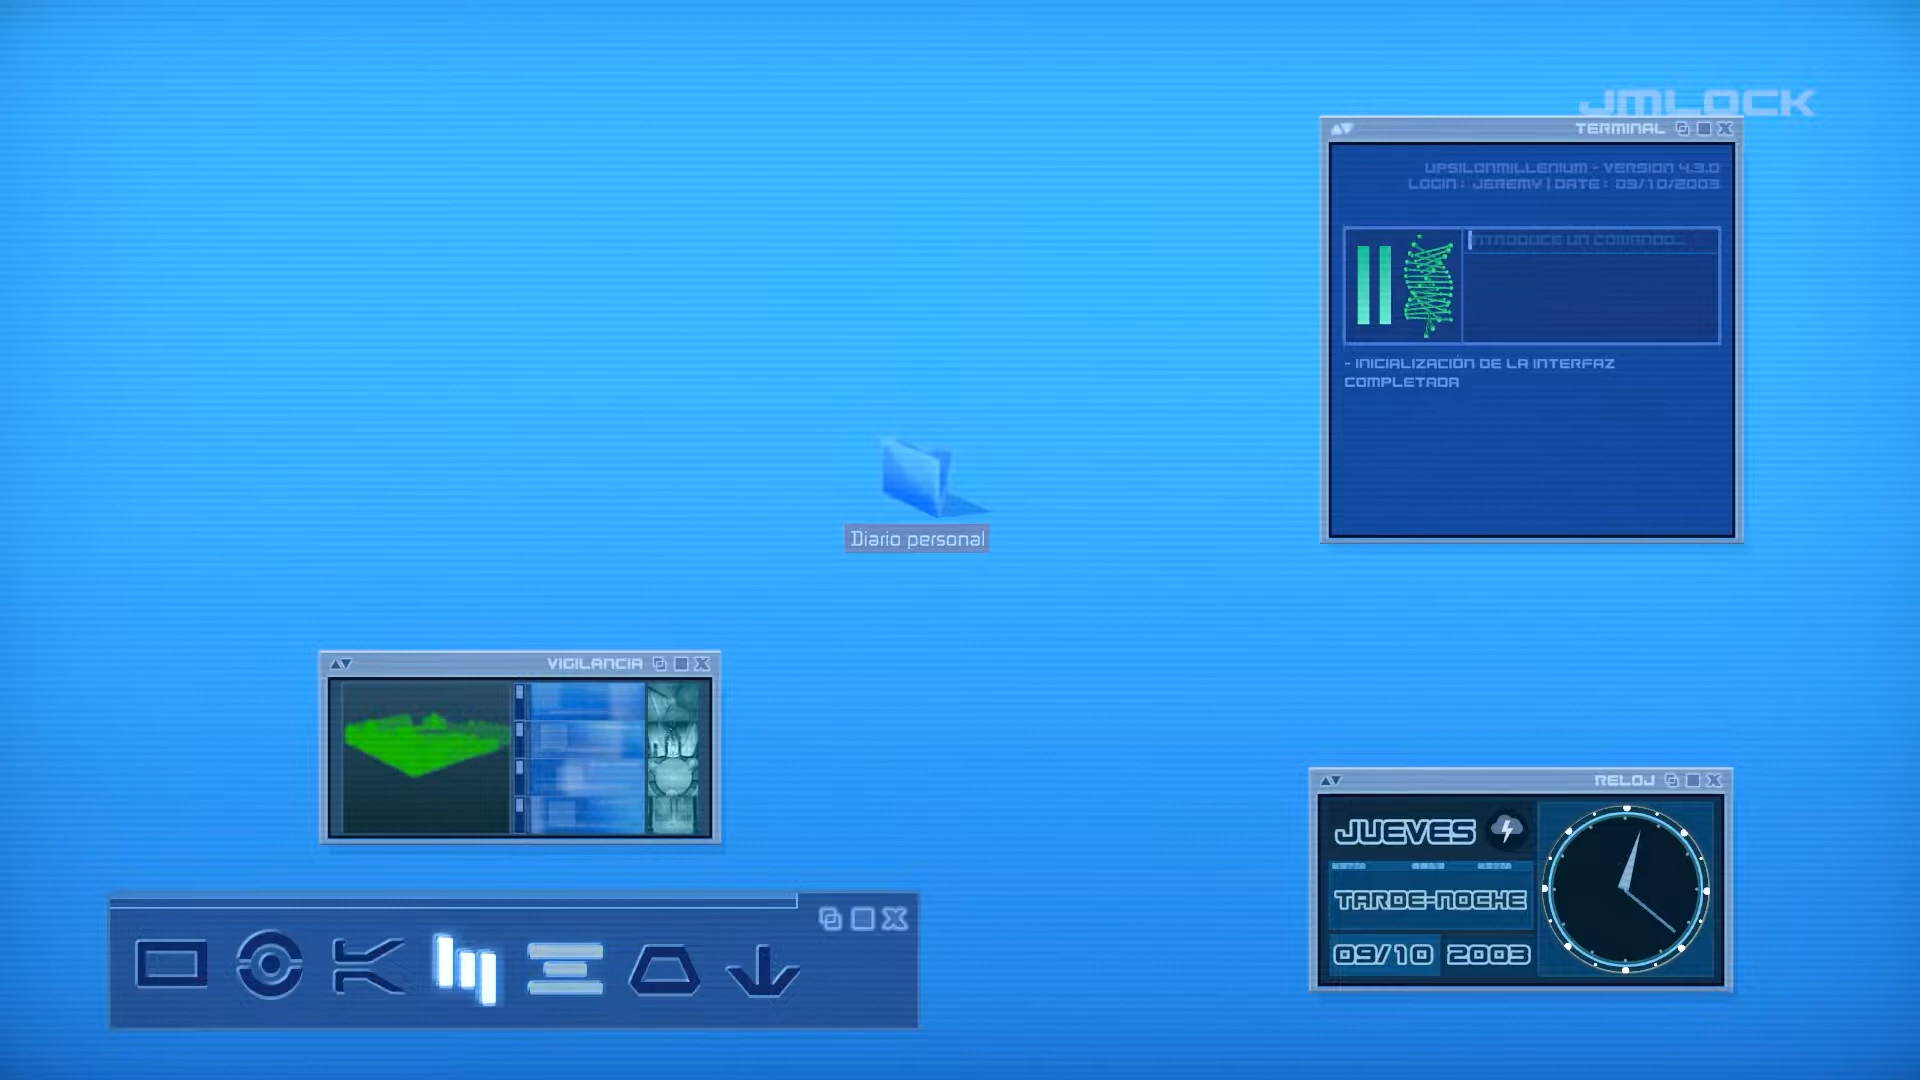 JMLOCK
TERMINAL
UPSILONMILLENIUM - VERSION 4.3.0
LOGIN : JEREMY | DATE : 09/10/2003
INTRODUCE UN COMANDO...
- INICIALIZACIÓN DE LA INTERFAZ
COMPLETADA
Diario personal
VIGILANCIA
RELOJ
JUEVES
TARDE-NOCHE
09/10 2003